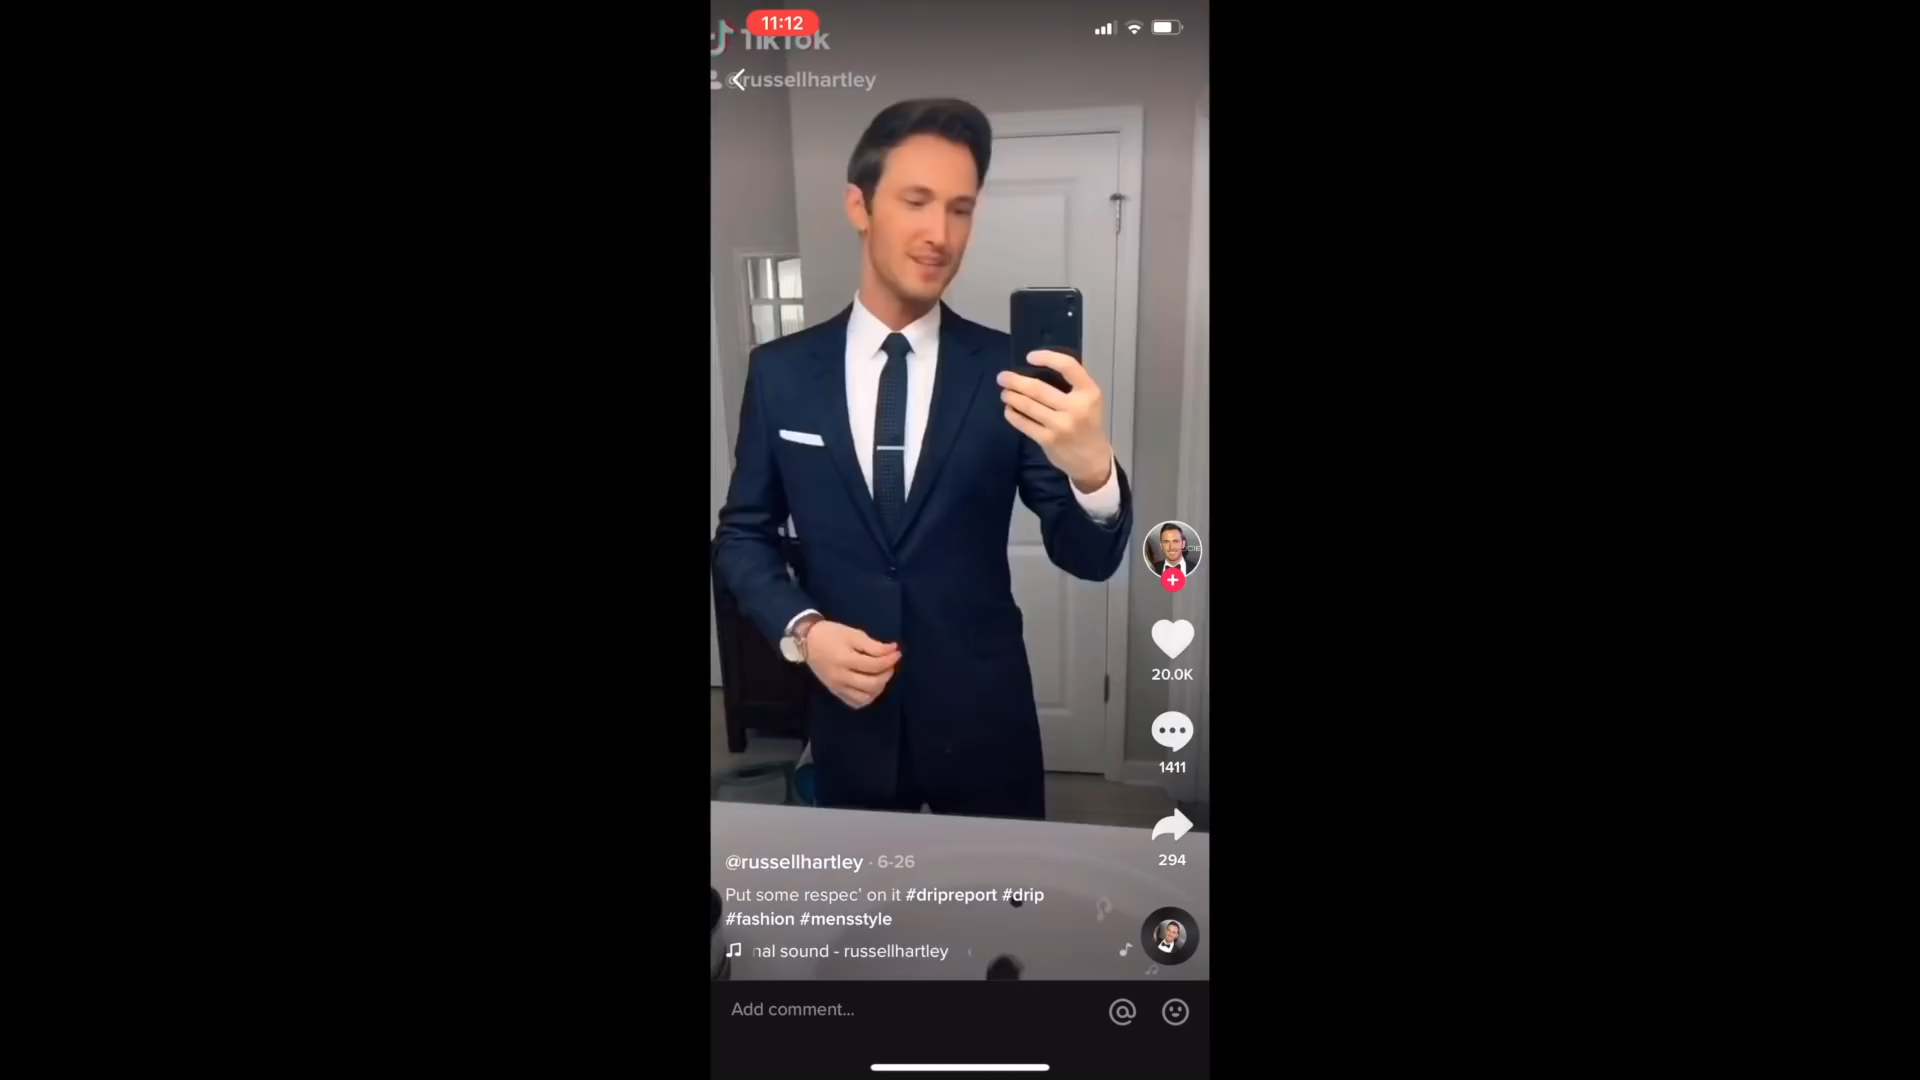 11:12
TikTok
@russellhartley
20.0K
1411
294
@russellhartley · 6-26
Put some respec' on it #dripreport #drip
#fashion #mensstyle
nal sound - russellhartley
Add comment...